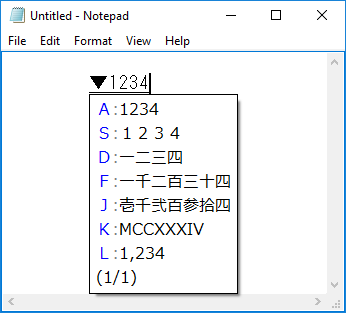 Untitled - Notepad
File Edit Format View Help
▼1234
A:1234
S:１２３４
D:一二三四
F:一千二百三十四
J:壱千弐百参拾四
K:MCCXXXIV
L:1,234
(1/1)